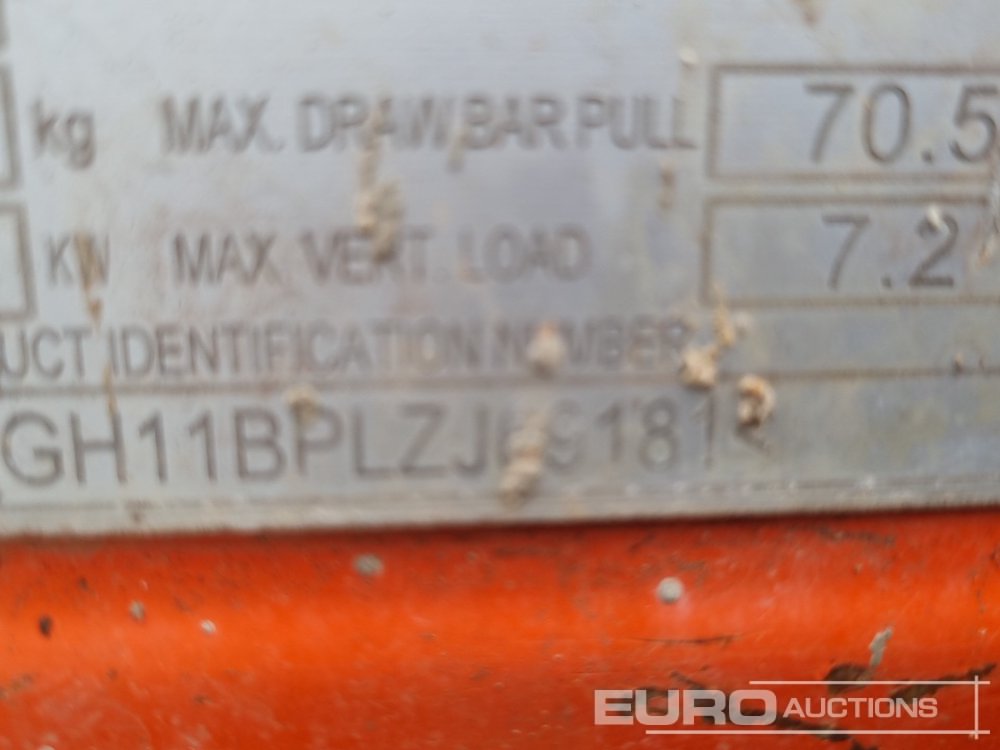 kg MAX. DRAWBAR PULL 70.5
KW MAX. VERT. LOAD 7.2
UCT IDENTIFICATION NUMBER
EURO AUCTIONS